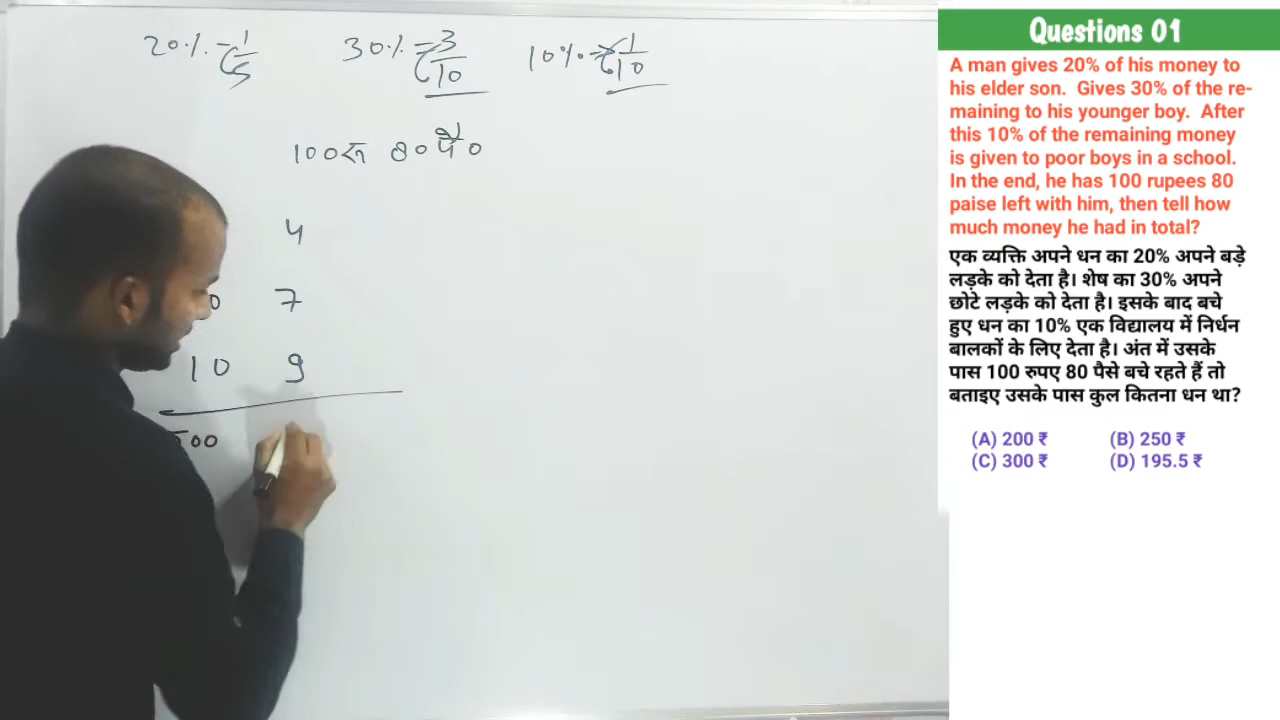 20% = 1/5 30% = 3/10 10% = 1/10
100रू 80पै०
4
0 7
10 9
500
Questions 01
A man gives 20% of his money to
his elder son. Gives 30% of the re-
maining to his younger boy. After
this 10% of the remaining money
is given to poor boys in a school.
In the end, he has 100 rupees 80
paise left with him, then tell how
much money he had in total?
एक व्यक्ति अपने धन का 20% अपने बड़े
लड़के को देता है। शेष का 30% अपने
छोटे लड़के को देता है। इसके बाद बचे
हुए धन का 10% एक विद्यालय में निर्धन
बालकों के लिए देता है। अंत में उसके
पास 100 रुपए 80 पैसे बचे रहते हैं तो
बताइए उसके पास कुल कितना धन था?
(A) 200 ₹ (B) 250 ₹
(C) 300 ₹ (D) 195.5 ₹